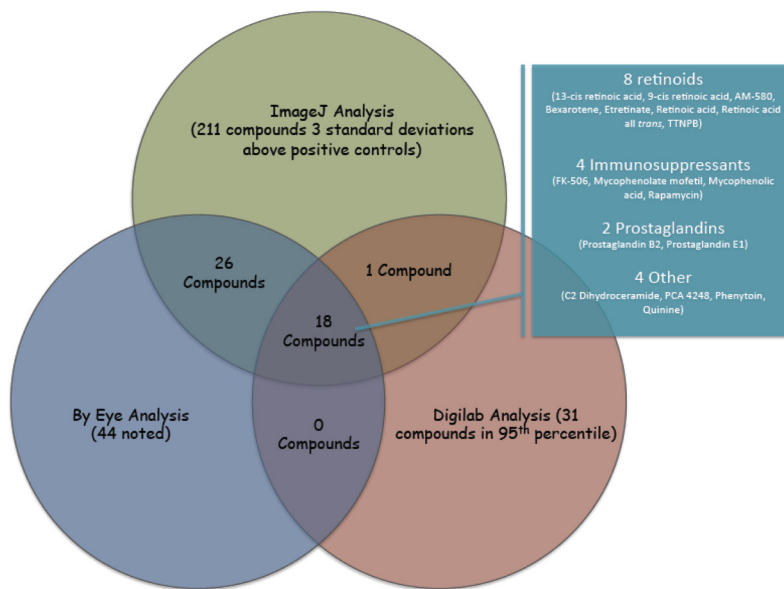 ImageJ Analysis
(211 compounds 3 standard deviations
above positive controls)
8 retinoids
(13-cis retinoic acid, 9-cis retinoic acid, AM-580,
Bexarotene, Etretinate, Retinoic acid, Retinoic acid
all trans, TTNPB)
4 Immunosuppressants
(FK-506, Mycophenolate mofetil, Mycophenolic
acid, Rapamycin)
2 Prostaglandins
(Prostaglandin B2, Prostaglandin E1)
4 Other
(C2 Dihydroceramide, PCA 4248, Phenytoin,
Quinine)
26
Compounds
1 Compound
18
Compounds
By Eye Analysis
(44 noted)
0
Compounds
Digilab Analysis (31
compounds in 95th percentile)